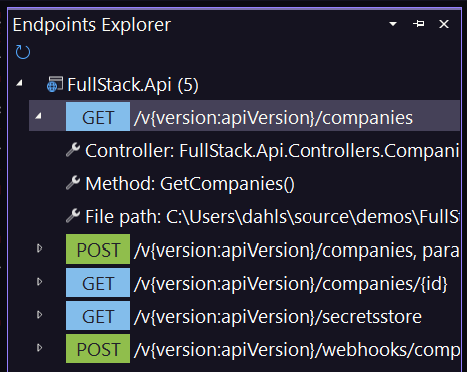 Endpoints Explorer
FullStack.Api (5)
GET /v{version:apiVersion}/companies
Controller: FullStack.Api.Controllers.Compani
Method: GetCompanies()
File path: C:\Users\dahls\source\demos\FullS
POST /v{version:apiVersion}/companies, para
GET /v{version:apiVersion}/companies/{id}
GET /v{version:apiVersion}/secretsstore
POST /v{version:apiVersion}/webhooks/comp